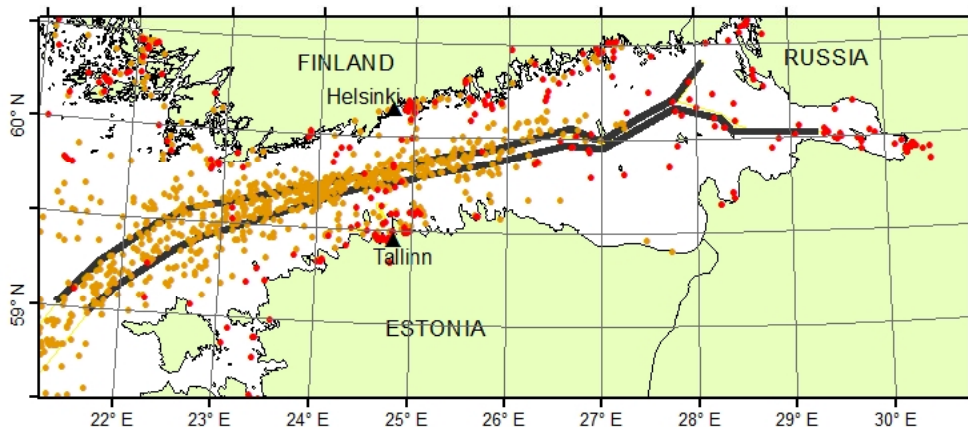 FINLAND
RUSSIA
Helsinki
60° N
Tallinn
59° N
ESTONIA
22° E
23° E
24° E
25° E
26° E
27° E
28° E
29° E
30° E